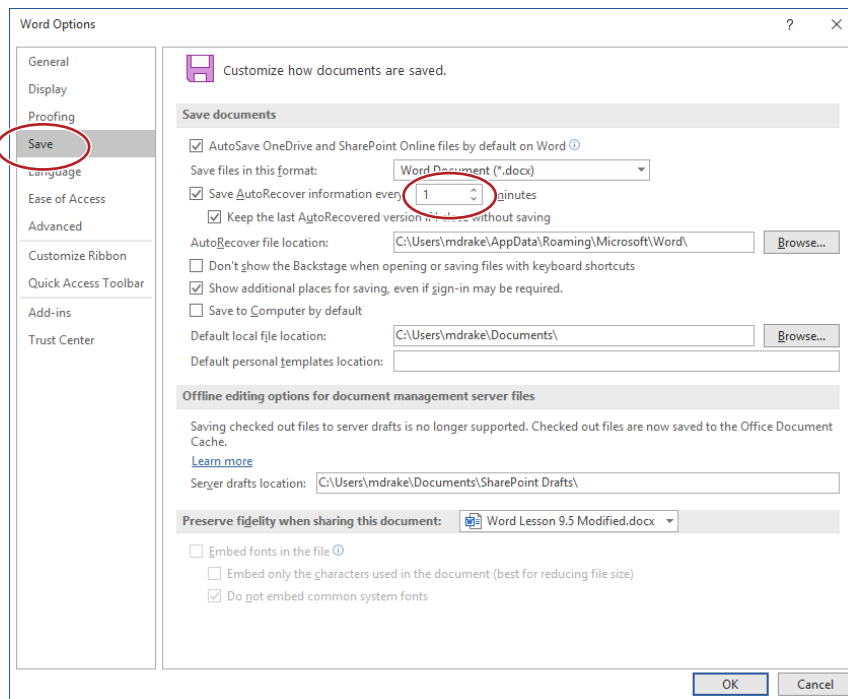 Word Options
?
General
Display
Proofing
Save
Language
Ease of Access
Advanced
Customize Ribbon
Quick Access Toolbar
Add-ins
Trust Center
Customize how documents are saved.
Save documents
AutoSave OneDrive and SharePoint Online files by default on Word
Save files in this format: Word Document (*.docx)
Save AutoRecover information every 1 minutes
Keep the last AutoRecovered version if I close without saving
AutoRecover file location: C:\Users\mdrake\AppData\Roaming\Microsoft\Word\ Browse...
Don't show the Backstage when opening or saving files with keyboard shortcuts
Show additional places for saving, even if sign-in may be required.
Save to Computer by default
Default local file location: C:\Users\mdrake\Documents\ Browse...
Default personal templates location:
Offline editing options for document management server files
Saving checked out files to server drafts is no longer supported. Checked out files are now saved to the Office Document
Cache.
Learn more
Server drafts location: C:\Users\mdrake\Documents\SharePoint Drafts\
Preserve fidelity when sharing this document: Word Lesson 9.5 Modified.docx
Embed fonts in the file
Embed only the characters used in the document (best for reducing file size)
Do not embed common system fonts
OK Cancel